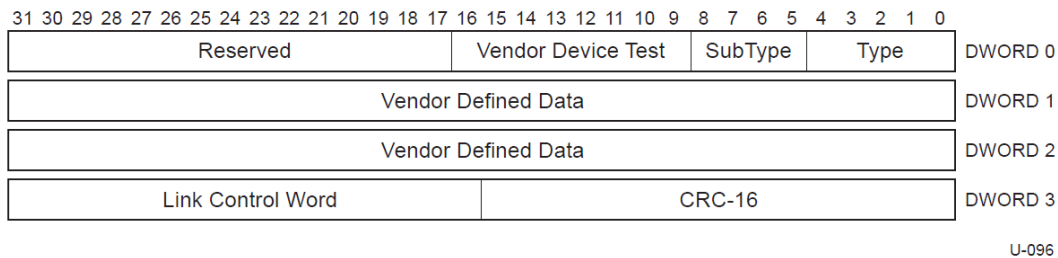 31 30 29 28 27 26 25 24 23 22 21 20 19 18 17 16 15 14 13 12 11 10 9 8 7 6 5 4 3 2 1 0
Reserved Vendor Device Test SubType Type DWORD 0
Vendor Defined Data DWORD 1
Vendor Defined Data DWORD 2
Link Control Word CRC-16 DWORD 3
U-096